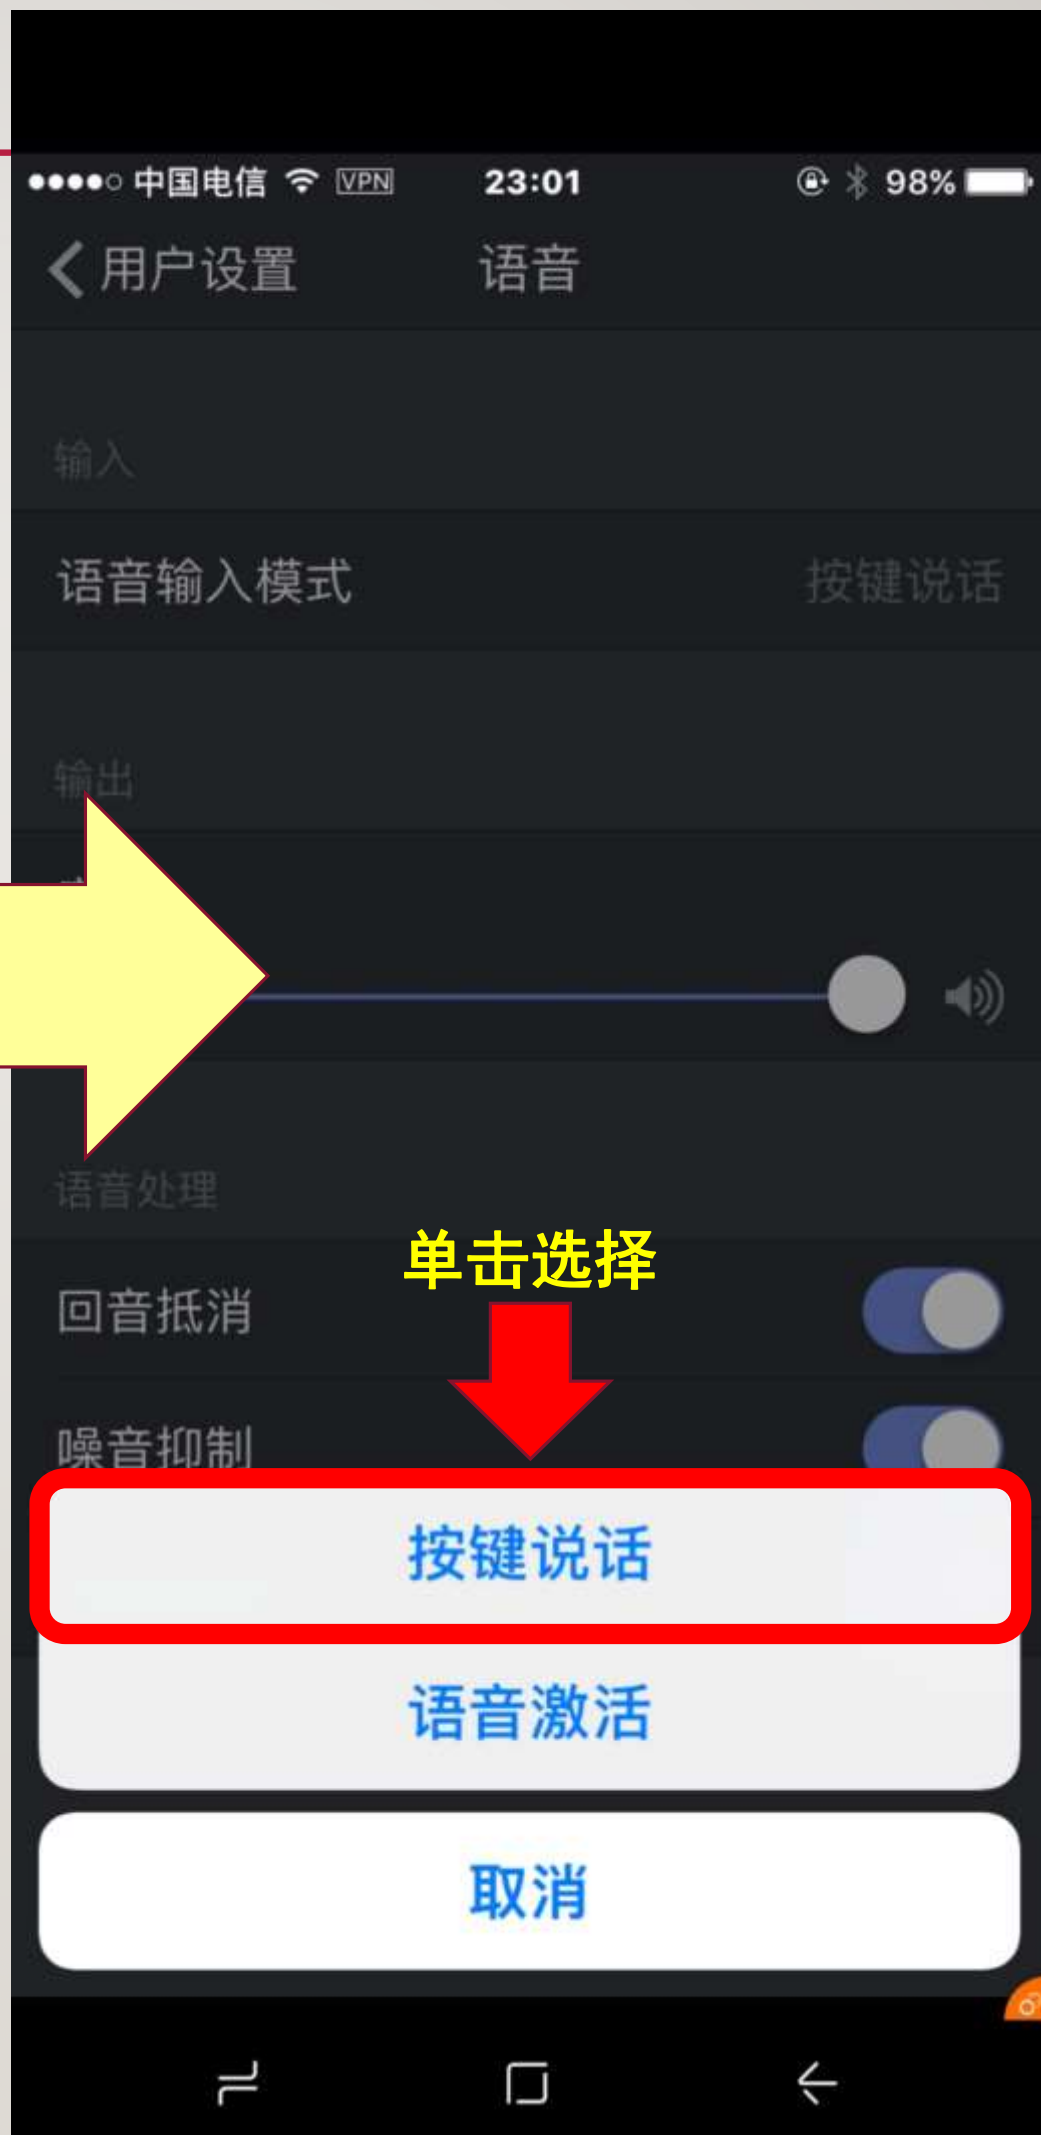 中国电信 VPN 23:01 98%
用户设置 语音
输入
语音输入模式 按键说话
输出
语音处理
单击选择
回音抵消
噪音抑制
按键说话
语音激活
取消